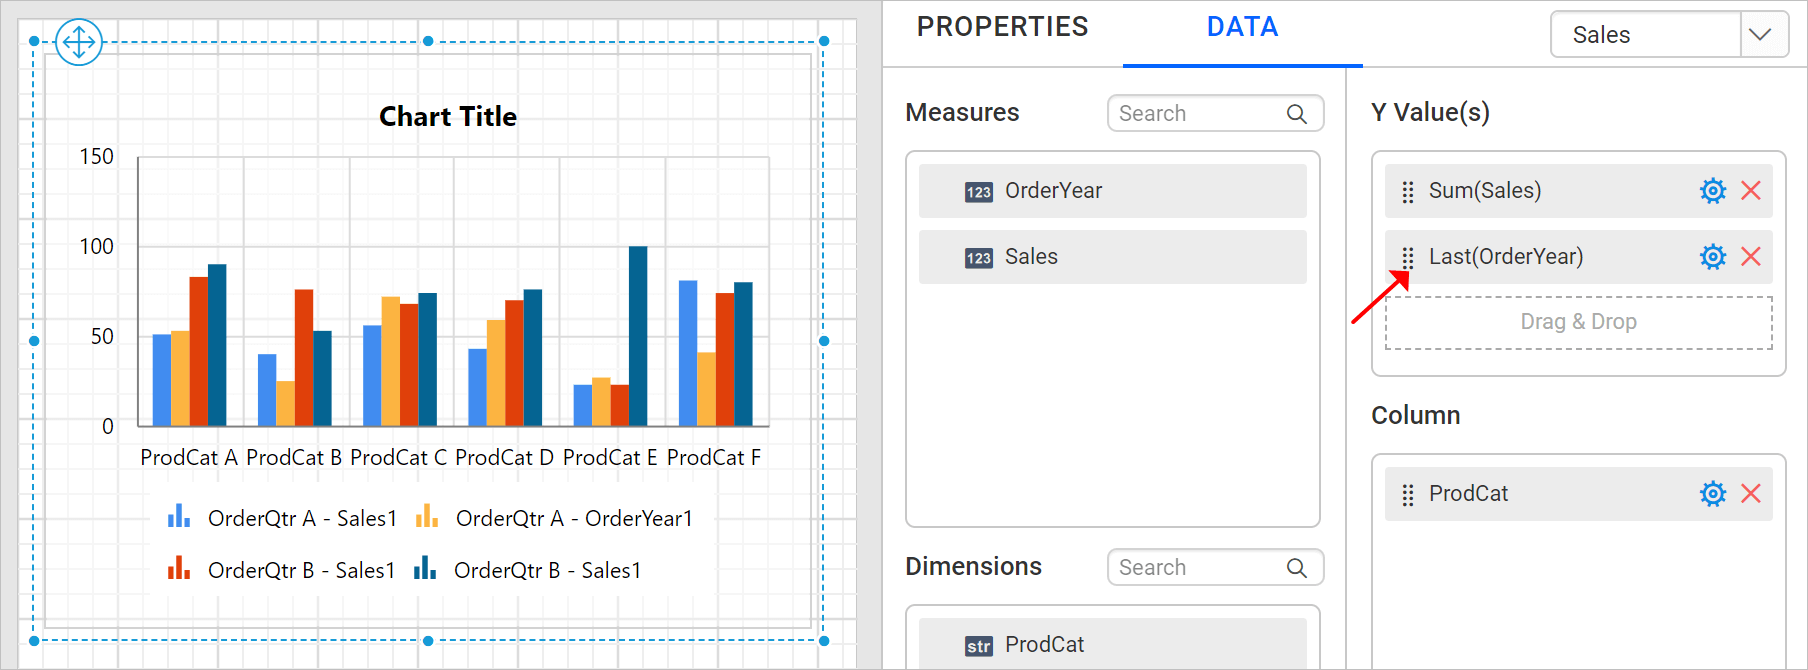 Chart Title
150
100
50
0
ProdCat A ProdCat B ProdCat C ProdCat D ProdCat E ProdCat F
OrderQtr A - Sales1 OrderQtr A - OrderYear1
OrderQtr B - Sales1 OrderQtr B - Sales1
PROPERTIES DATA Sales
Measures Search
123 OrderYear
123 Sales
Dimensions Search
str ProdCat
Y Value(s)
Sum(Sales)
Last(OrderYear)
Drag & Drop
Column
ProdCat